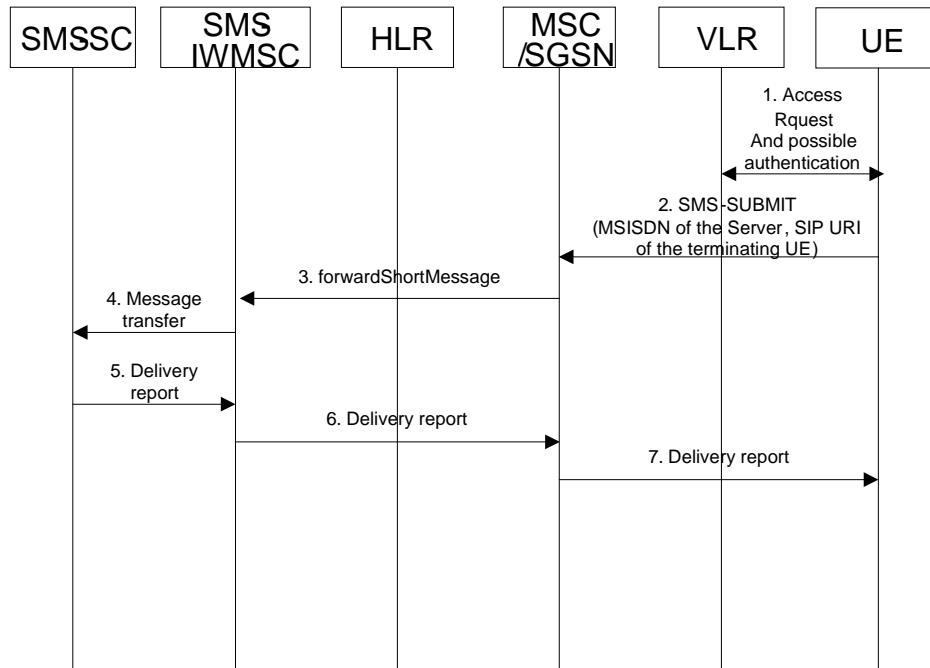 SMSSC
SMS
IWMSC
HLR
MSC
/SGSN
VLR
UE
1. Access
Rquest
And possible
authentication
2. SMS-SUBMIT
(MSISDN of the Server, SIP URI
of the terminating UE)
3. forwardShortMessage
4. Message
transfer
5. Delivery
report
6. Delivery report
7. Delivery report